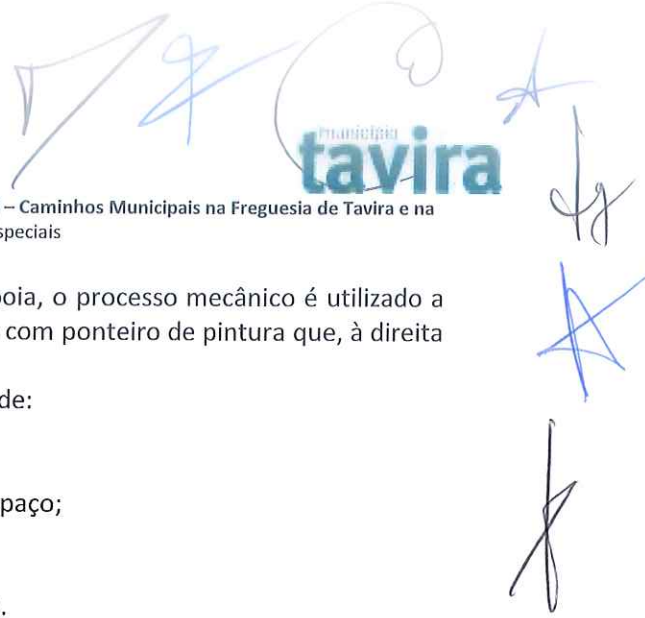 município
tavira
– Caminhos Municipais na Freguesia de Tavira e na
speciais
oia, o processo mecânico é utilizado a
com ponteiro de pintura que, à direita
de:
paço;
.